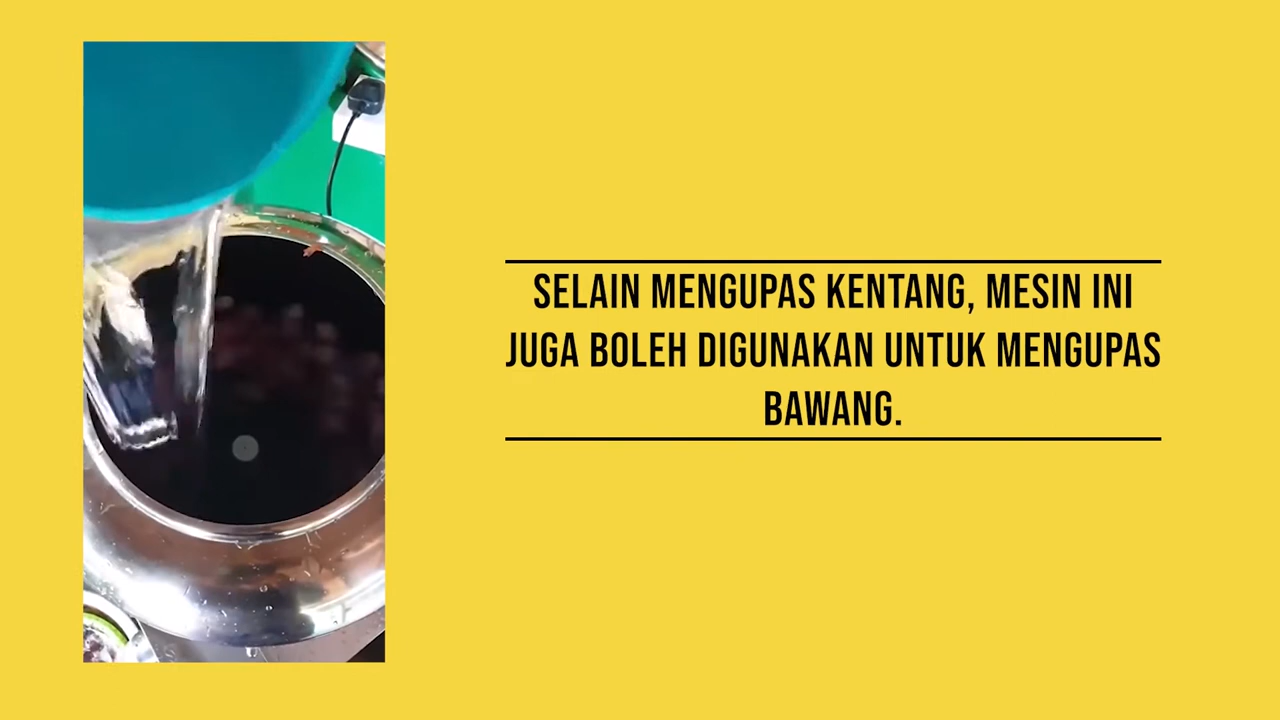 SELAIN MENGUPAS KENTANG, MESIN INI
JUGA BOLEH DIGUNAKAN UNTUK MENGUPAS
BAWANG.